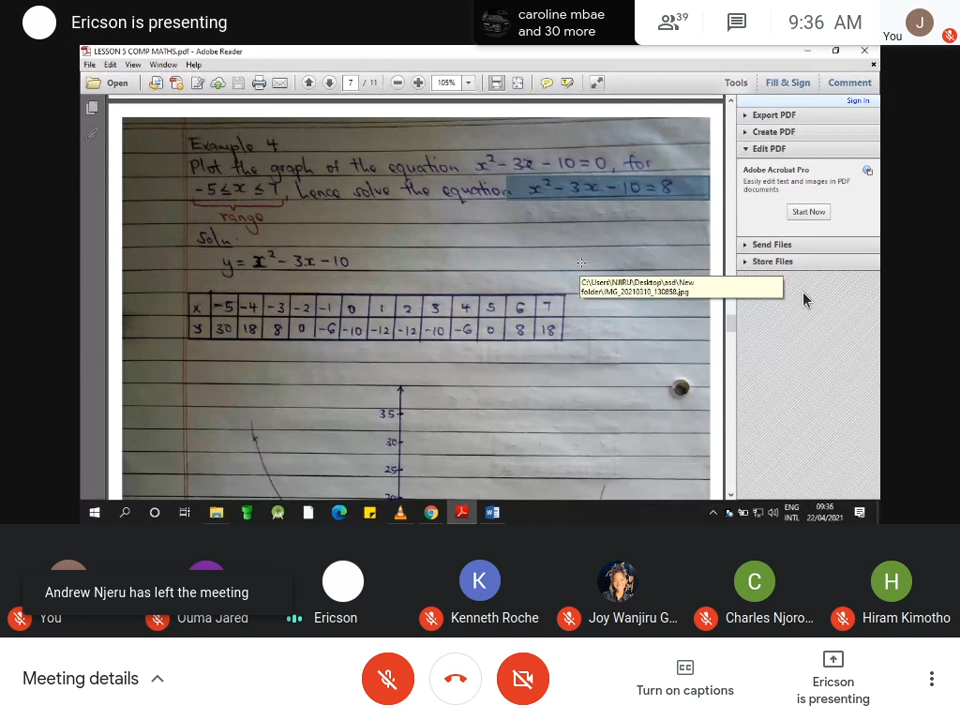 Ericson is presenting
caroline mbae
and 30 more
39
9:36 AM
J
You
LESSON 5 COMP MATHS.pdf - Adobe Reader
File Edit View Window Help
Open
7 / 11
105%
Tools
Fill & Sign
Comment
Sign In
Export PDF
Create PDF
Edit PDF
Adobe Acrobat Pro
Easily edit text and images in PDF
documents
Start Now
Send Files
Store Files
Example 4
Plot the graph of the equation x² - 3x - 10 = 0, for
-5 ≤ x ≤ 7, hence solve the equation x² - 3x - 10 = 8
range
Soln.
y = x² - 3x - 10
C:\Users\NJIRU\Desktop\asd\New
folder\IMG_20210310_130858.jpg
x -5 -4 -3 -2 -1 0 1 2 3 4 5 6 7
y 30 18 8 0 -6 -10 -12 -12 -10 -6 0 8 18
35
30
25
20
ENG
INTL
09:36
22/04/2021
Andrew Njeru has left the meeting
K
C
H
You
Ouma Jared
Ericson
Kenneth Roche
Joy Wanjiru G...
Charles Njoro...
Hiram Kimotho
Meeting details
Turn on captions
Ericson
is presenting